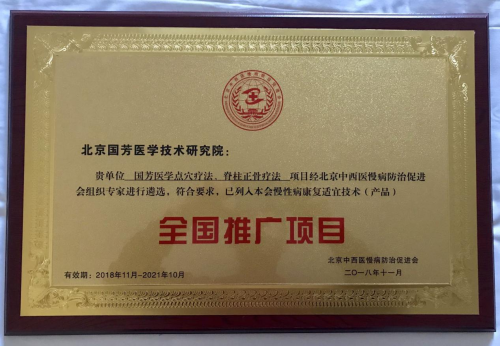 北京国芳医学技术研究院：
贵单位 国芳医学点穴疗法、脊柱正骨疗法 项目经北京中西医慢病防治促进
会组织专家进行遴选，符合要求，已列入本会慢性病康复适宜技术（产品）
全国推广项目
北京中西医慢病防治促进会
有效期：2018年11月-2021年10月
二〇一八年十一月